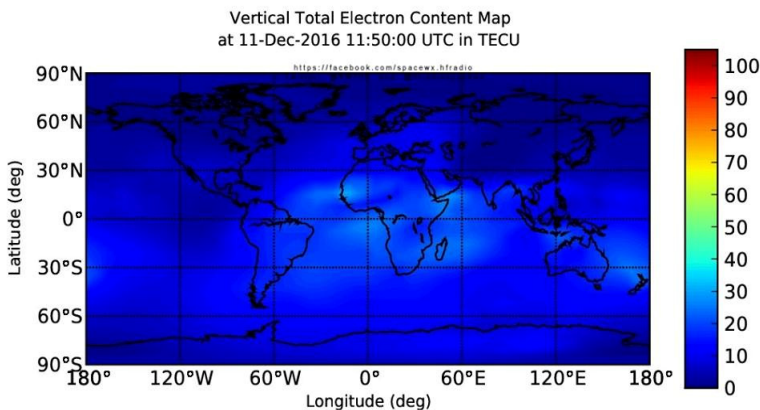 Vertical Total Electron Content Map
at 11-Dec-2016 11:50:00 UTC in TECU
https://facebook.com/spacewx.hfradio
90°N
60°N
30°N
0°
30°S
60°S
90°S
Latitude (deg)
180° 120°W 60°W 0° 60°E 120°E 180°
Longitude (deg)
100
90
80
70
60
50
40
30
20
10
0